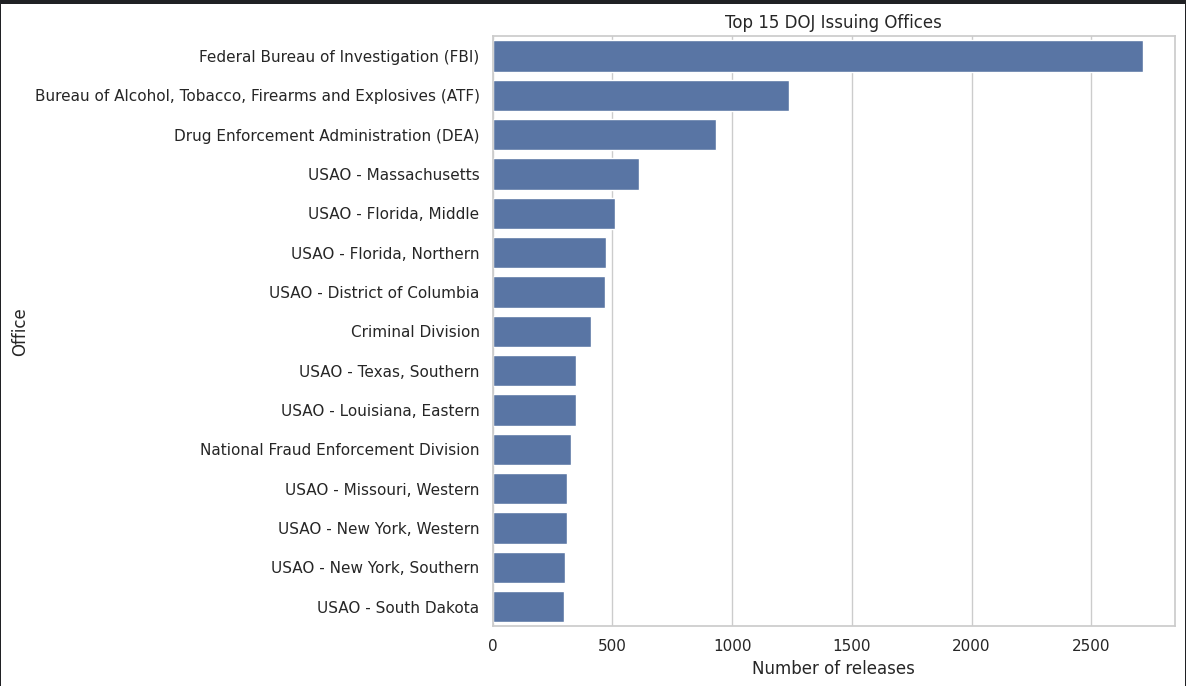 Top 15 DOJ Issuing Offices
Federal Bureau of Investigation (FBI)
Bureau of Alcohol, Tobacco, Firearms and Explosives (ATF)
Drug Enforcement Administration (DEA)
USAO - Massachusetts
USAO - Florida, Middle
USAO - Florida, Northern
USAO - District of Columbia
Criminal Division
USAO - Texas, Southern
USAO - Louisiana, Eastern
National Fraud Enforcement Division
USAO - Missouri, Western
USAO - New York, Western
USAO - New York, Southern
USAO - South Dakota
Office
0 500 1000 1500 2000 2500
Number of releases